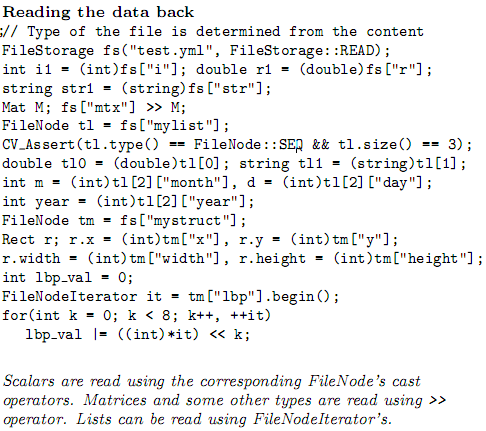 Reading the data back
// Type of the file is determined from the content
FileStorage fs("test.yml", FileStorage::READ);
int i1 = (int)fs["i"]; double r1 = (double)fs["r"];
string str1 = (string)fs["str"];
Mat M; fs["mtx"] >> M;
FileNode tl = fs["mylist"];
CV_Assert(tl.type() == FileNode::SEQ && tl.size() == 3);
double tl0 = (double)tl[0]; string tl1 = (string)tl[1];
int m = (int)tl[2]["month"], d = (int)tl[2]["day"];
int year = (int)tl[2]["year"];
FileNode tm = fs["mystruct"];
Rect r; r.x = (int)tm["x"], r.y = (int)tm["y"];
r.width = (int)tm["width"], r.height = (int)tm["height"];
int lbp_val = 0;
FileNodeIterator it = tm["lbp"].begin();
for(int k = 0; k < 8; k++, ++it)
lbp_val |= ((int)*it) << k;
Scalars are read using the corresponding FileNode's cast
operators. Matrices and some other types are read using >>
operator. Lists can be read using FileNodeIterator's.